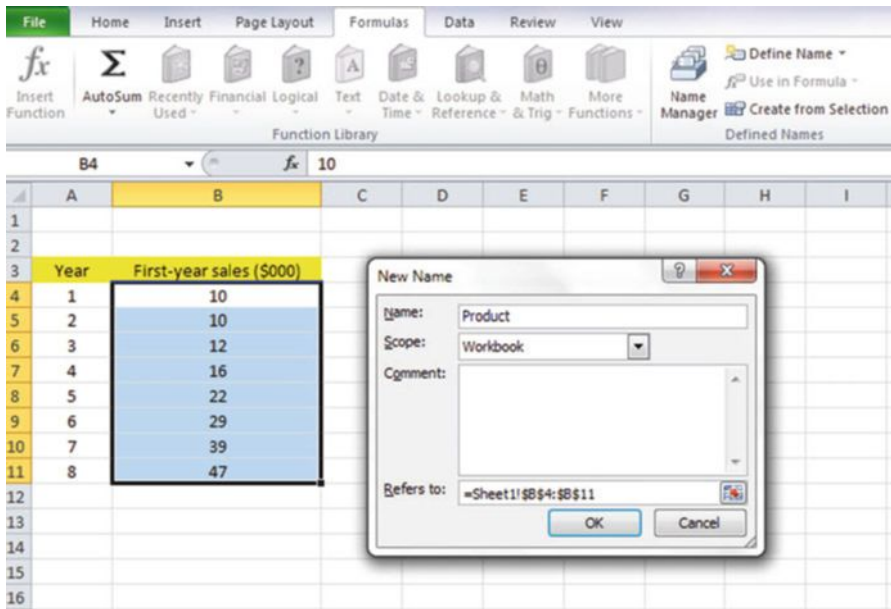 File Home Insert Page Layout Formulas Data Review View
fx Σ ? A θ
Insert AutoSum Recently Financial Logical Text Date & Lookup & Math More Name Define Name
Function Used Time Reference & Trig Functions Manager Use in Formula
Create from Selection
Function Library Defined Names
B4 fx 10
A B C D E F G H I
1
2
3 Year First-year sales ($000)
4 1 10
5 2 10
6 3 12
7 4 16
8 5 22
9 6 29
10 7 39
11 8 47
12
13
14
15
16
New Name ? X
Name: Product
Scope: Workbook
Comment:
Refers to: =Sheet1!$B$4:$B$11
OK Cancel